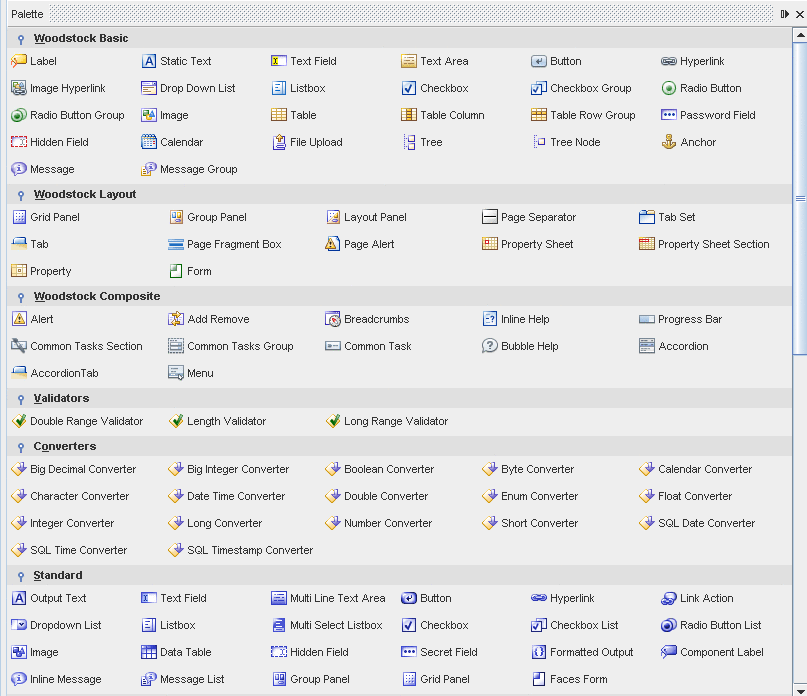 Palette
Woodstock Basic
Label Static Text Text Field Text Area Button Hyperlink
Image Hyperlink Drop Down List Listbox Checkbox Checkbox Group Radio Button
Radio Button Group Image Table Table Column Table Row Group Password Field
Hidden Field Calendar File Upload Tree Tree Node Anchor
Message Message Group
Woodstock Layout
Grid Panel Group Panel Layout Panel Page Separator Tab Set
Tab Page Fragment Box Page Alert Property Sheet Property Sheet Section
Property Form
Woodstock Composite
Alert Add Remove Breadcrumbs Inline Help Progress Bar
Common Tasks Section Common Tasks Group Common Task Bubble Help Accordion
AccordionTab Menu
Validators
Double Range Validator Length Validator Long Range Validator
Converters
Big Decimal Converter Big Integer Converter Boolean Converter Byte Converter Calendar Converter
Character Converter Date Time Converter Double Converter Enum Converter Float Converter
Integer Converter Long Converter Number Converter Short Converter SQL Date Converter
SQL Time Converter SQL Timestamp Converter
Standard
Output Text Text Field Multi Line Text Area Button Hyperlink Link Action
Dropdown List Listbox Multi Select Listbox Checkbox Checkbox List Radio Button List
Image Data Table Hidden Field Secret Field Formatted Output Component Label
Inline Message Message List Group Panel Grid Panel Faces Form